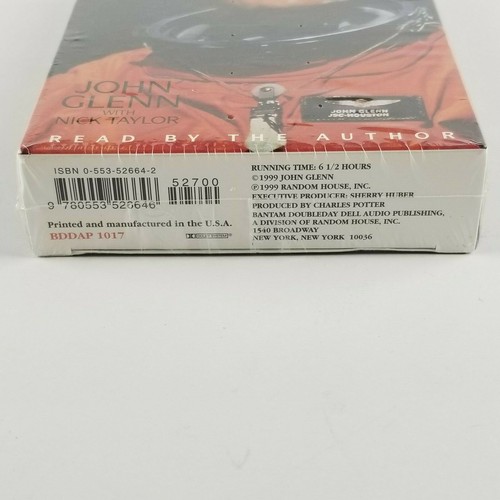 JOHN
GLENN
WITH
NICK TAYLOR
JOHN GLENN
JSC-HOUSTON
READ BY THE AUTHOR
ISBN 0-553-52664-2
52700
9 780553 526646
Printed and manufactured in the U.S.A.
BDDAP 1017
RUNNING TIME: 6 1/2 HOURS
©1999 JOHN GLENN
℗1999 RANDOM HOUSE, INC.
EXECUTIVE PRODUCER: SHERRY HUBER
PRODUCED BY CHARLES POTTER
BANTAM DOUBLEDAY DELL AUDIO PUBLISHING,
A DIVISION OF RANDOM HOUSE, INC.
1540 BROADWAY
NEW YORK, NEW YORK 10036